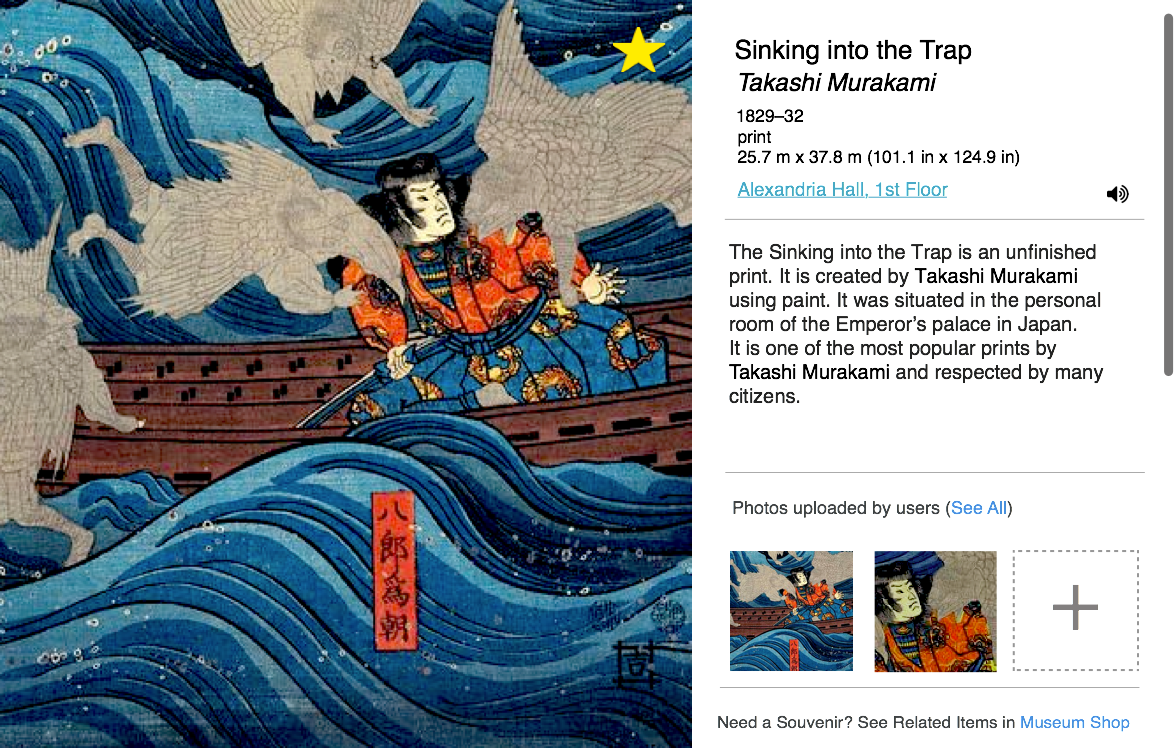 Sinking into the Trap
Takashi Murakami
1829–32
print
25.7 m x 37.8 m (101.1 in x 124.9 in)
Alexandria Hall, 1st Floor
The Sinking into the Trap is an unfinished
print. It is created by Takashi Murakami
using paint. It was situated in the personal
room of the Emperor’s palace in Japan.
It is one of the most popular prints by
Takashi Murakami and respected by many
citizens.
Photos uploaded by users (See All)
Need a Souvenir? See Related Items in Museum Shop
八郎為朝